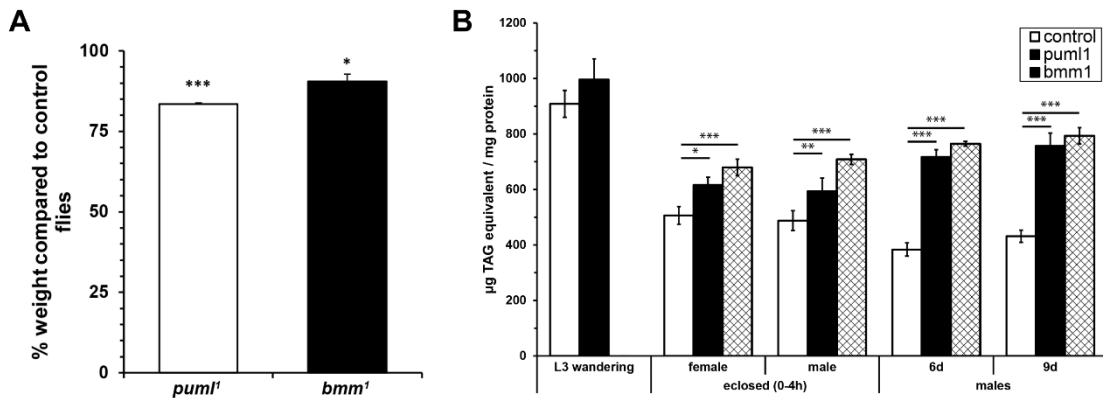 A
% weight compared to control
flies
100
75
50
25
0
***
*
puml¹
bmm¹
B
control
puml1
bmm1
µg TAG equivalent / mg protein
1200
1000
800
600
400
200
0
***
*
***
**
***
***
***
***
L3 wandering
female
male
6d
9d
eclosed (0-4h)
males